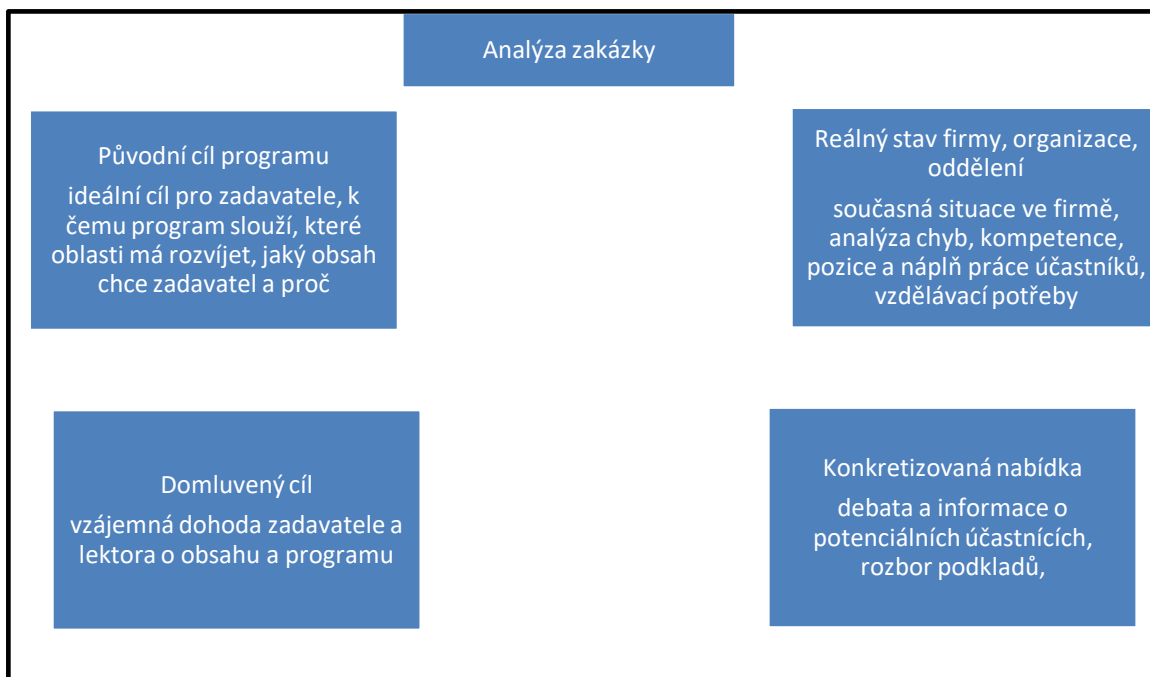 Analýza zakázky
Původní cíl programu
ideální cíl pro zadavatele, k
čemu program slouží, které
oblasti má rozvíjet, jaký obsah
chce zadavatel a proč
Reálný stav firmy, organizace,
oddělení
současná situace ve firmě,
analýza chyb, kompetence,
pozice a náplň práce účastníků,
vzdělávací potřeby
Domluvený cíl
vzájemná dohoda zadavatele a
lektora o obsahu a programu
Konkretizovaná nabídka
debata a informace o
potenciálních účastnících,
rozbor podkladů,